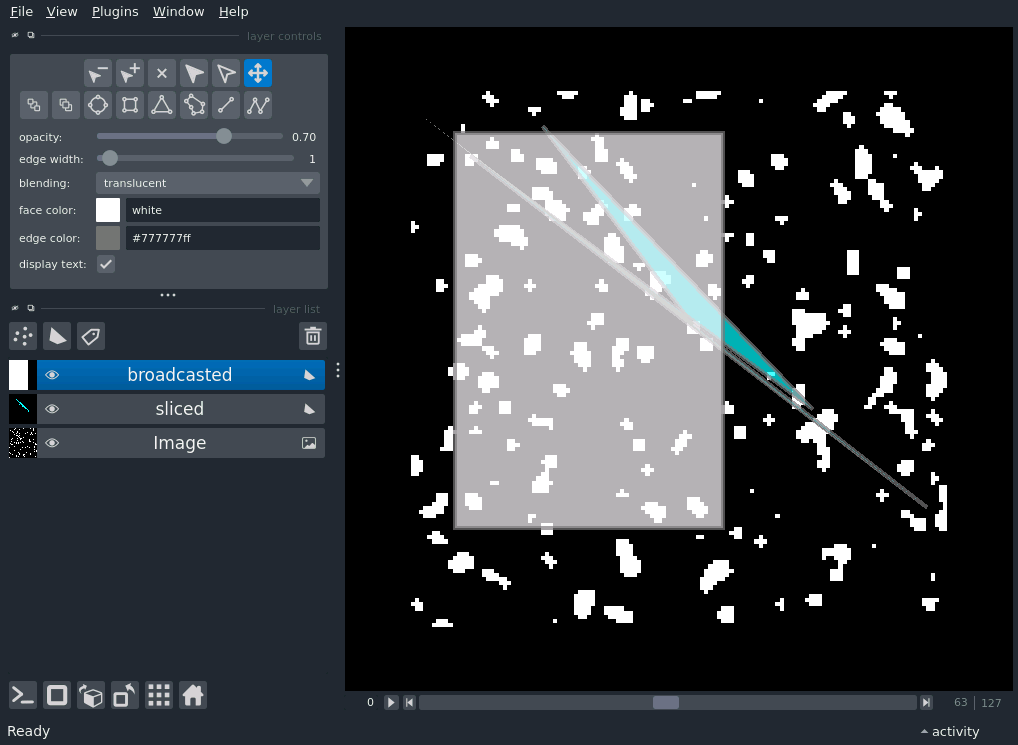 File View Plugins Window Help
layer controls
opacity: 0.70
edge width: 1
blending: translucent
face color: white
edge color: #777777ff
display text:
layer list
broadcasted
sliced
Image
0 63 127
Ready activity